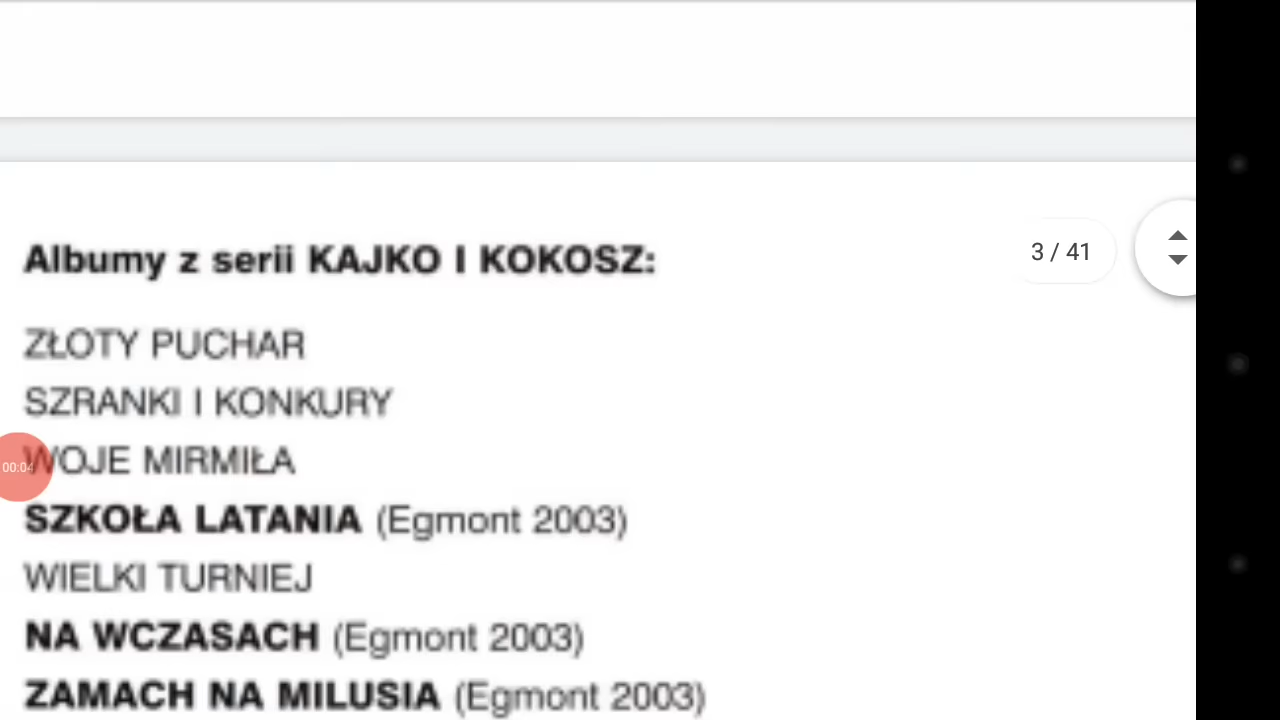 Albumy z serii KAJKO I KOKOSZ:
3 / 41
ZŁOTY PUCHAR
SZRANKI I KONKURY
WOJE MIRMIŁA
00:04
SZKOŁA LATANIA (Egmont 2003)
WIELKI TURNIEJ
NA WCZASACH (Egmont 2003)
ZAMACH NA MILUSIA (Egmont 2003)